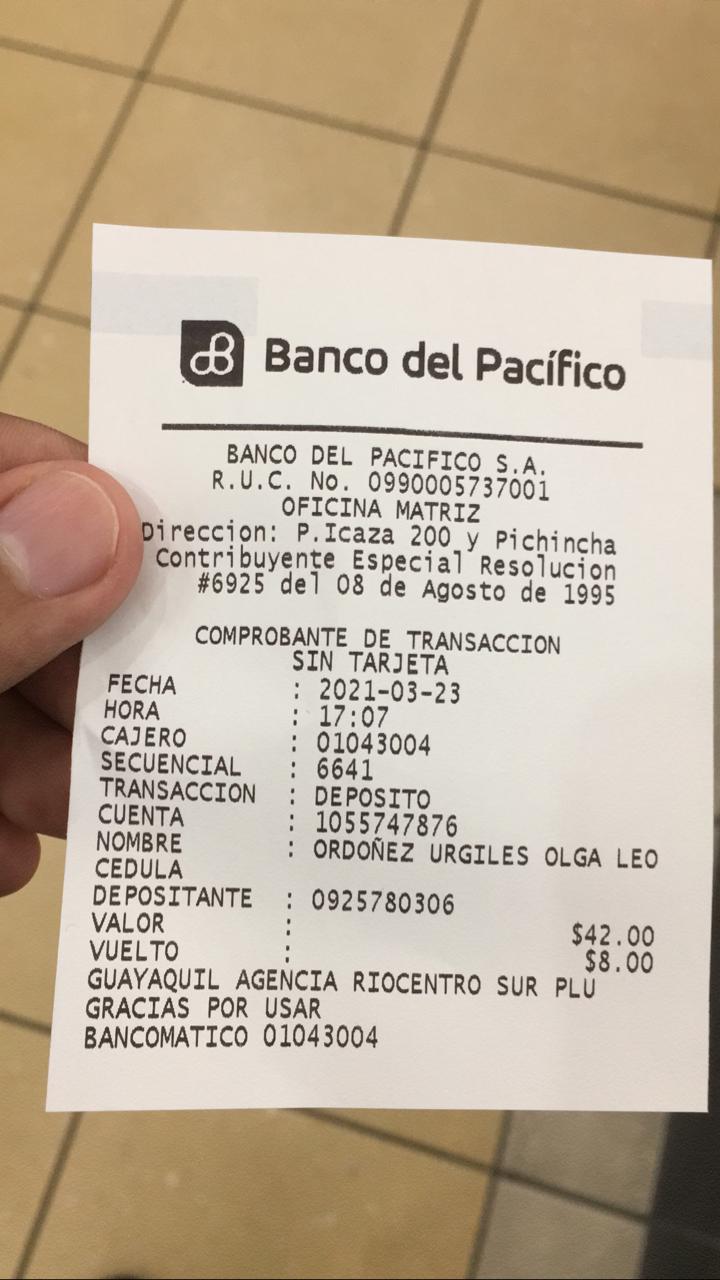 Banco del Pacífico
BANCO DEL PACIFICO S.A.
R.U.C. No. 0990005737001
OFICINA MATRIZ
Direccion: P.Icaza 200 y Pichincha
Contribuyente Especial Resolucion
#6925 del 08 de Agosto de 1995
COMPROBANTE DE TRANSACCION
SIN TARJETA
FECHA : 2021-03-23
HORA : 17:07
CAJERO : 01043004
SECUENCIAL : 6641
TRANSACCION : DEPOSITO
CUENTA : 1055747876
NOMBRE : ORDOÑEZ URGILES OLGA LEO
CEDULA
DEPOSITANTE : 0925780306
VALOR : $42.00
VUELTO : $8.00
GUAYAQUIL AGENCIA RIOCENTRO SUR PLU
GRACIAS POR USAR
BANCOMATICO 01043004